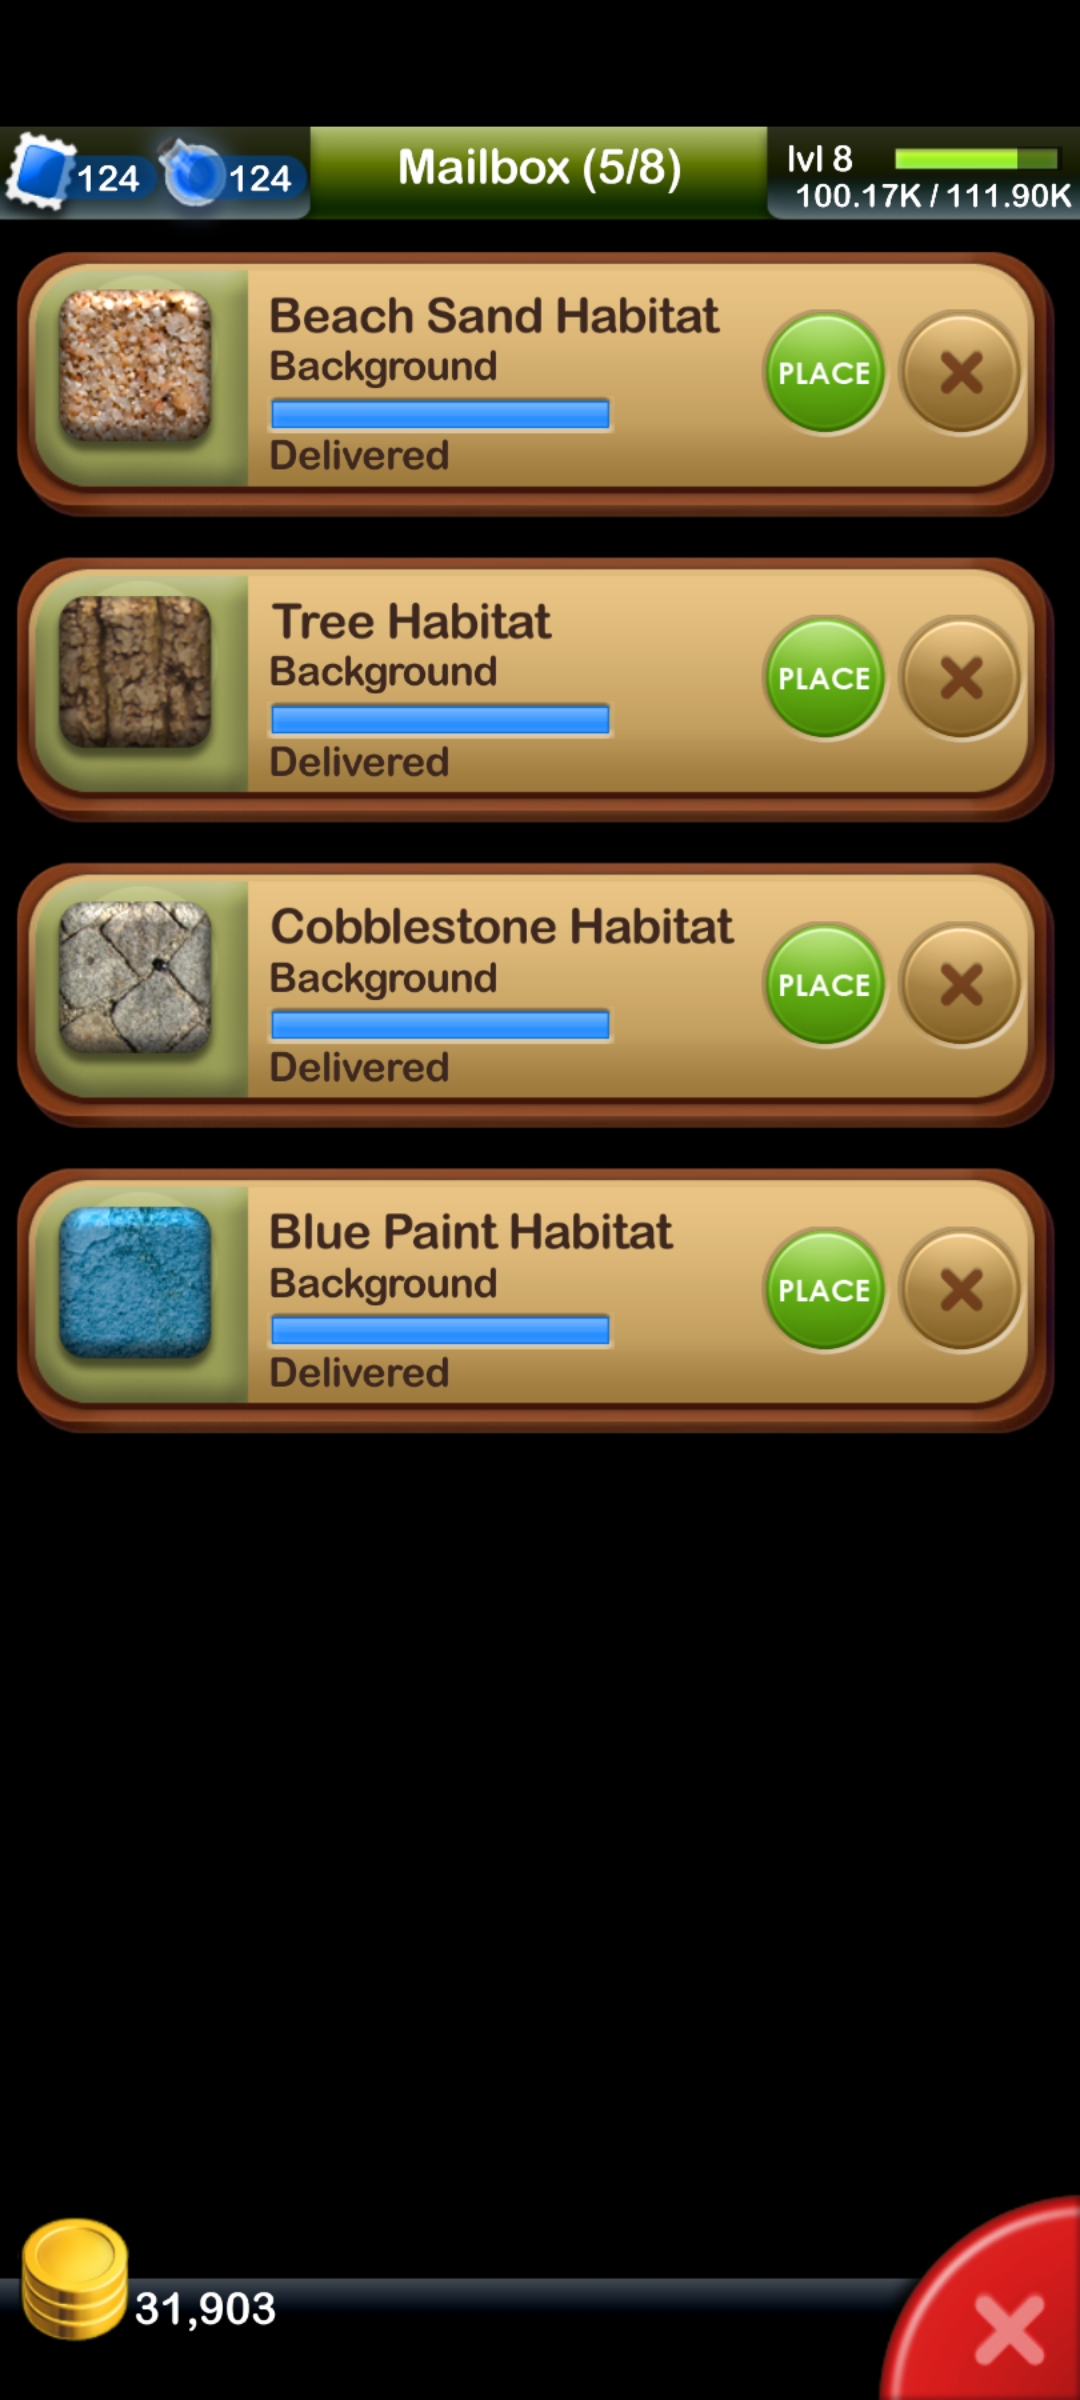 124
124
Mailbox (5/8)
lvl 8
100.17K / 111.90K
Beach Sand Habitat
Background
Delivered
PLACE
Tree Habitat
Background
Delivered
PLACE
Cobblestone Habitat
Background
Delivered
PLACE
Blue Paint Habitat
Background
Delivered
PLACE
31,903